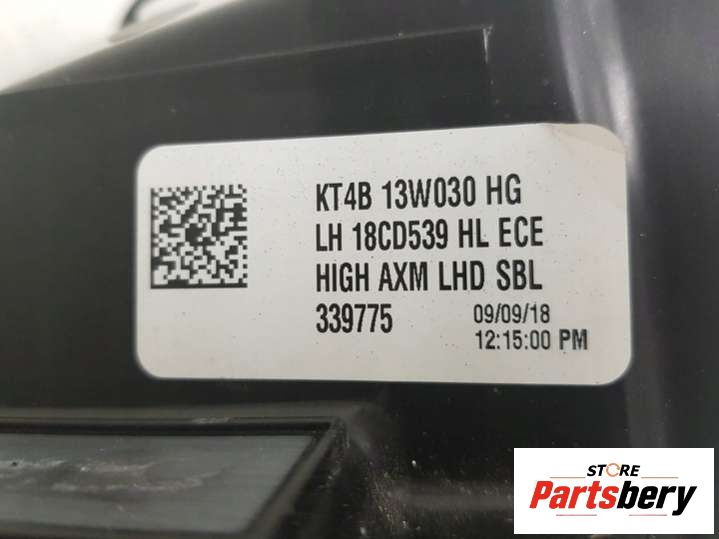 KT4B 13W030 HG
LH 18CD539 HL ECE
HIGH AXM LHD SBL
339775 09/09/18
12:15:00 PM
STORE
Partsbery